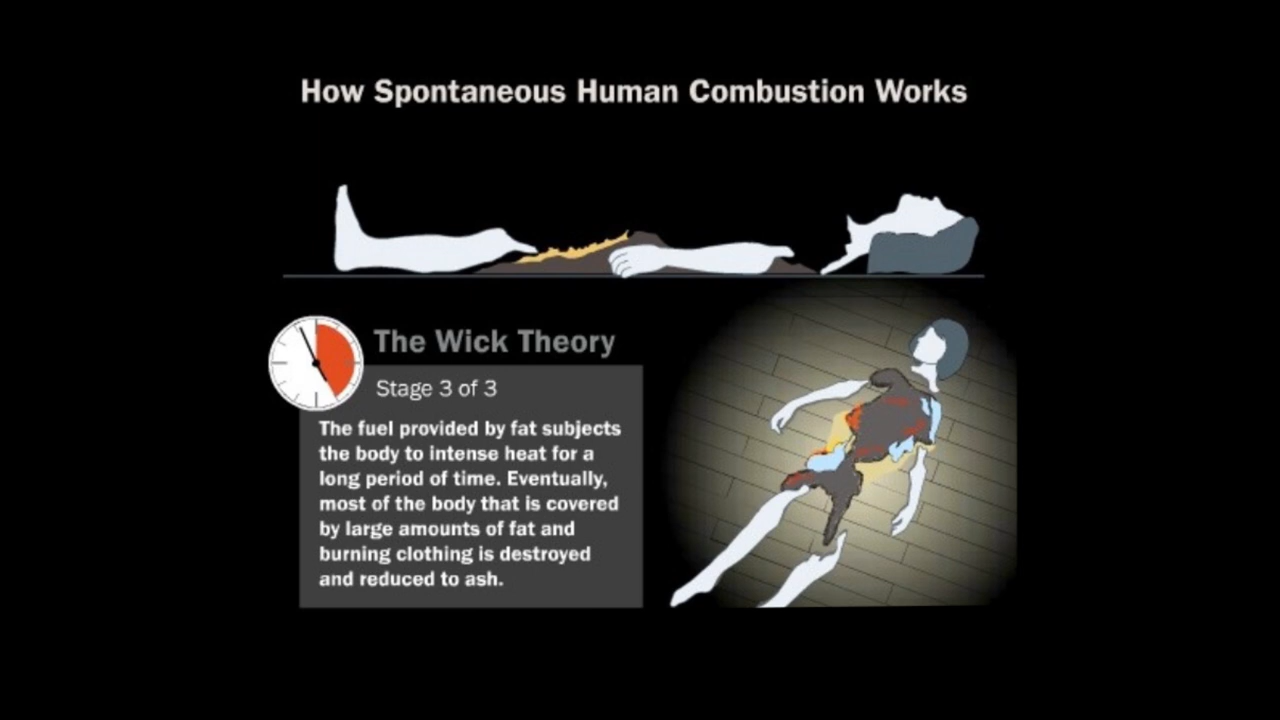 How Spontaneous Human Combustion Works
The Wick Theory
Stage 3 of 3
The fuel provided by fat subjects
the body to intense heat for a
long period of time. Eventually,
most of the body that is covered
by large amounts of fat and
burning clothing is destroyed
and reduced to ash.